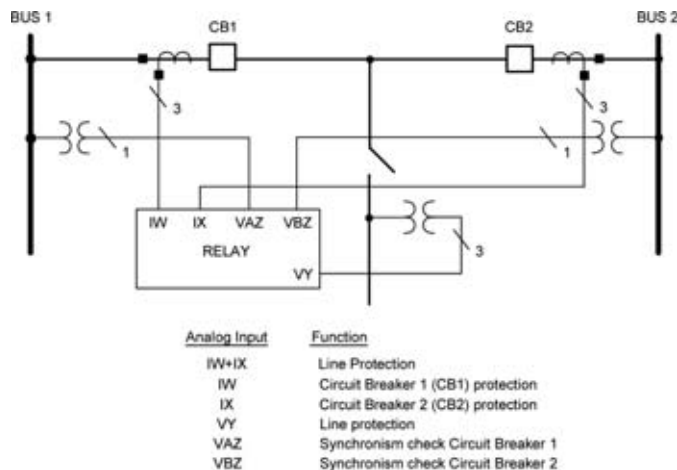 BUS 1
BUS 2
CB1
CB2
3
3
1
1
IW IX VAZ VBZ
RELAY
VY
3
Analog Input Function
IW+IX Line Protection
IW Circuit Breaker 1 (CB1) protection
IX Circuit Breaker 2 (CB2) protection
VY Line protection
VAZ Synchronism check Circuit Breaker 1
VBZ Synchronism check Circuit Breaker 2